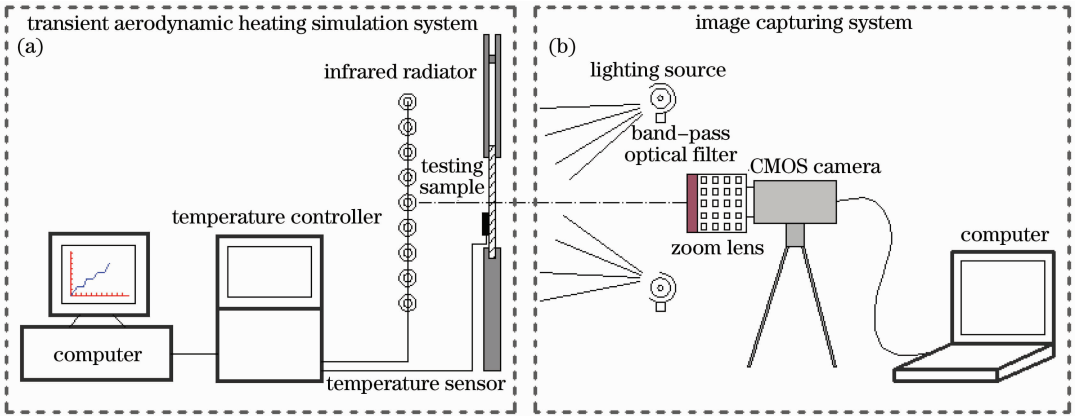 transient aerodynamic heating simulation system
(a)
infrared radiator
testing
sample
temperature controller
computer
temperature sensor
image capturing system
(b)
lighting source
band-pass
optical filter
CMOS camera
zoom lens
computer